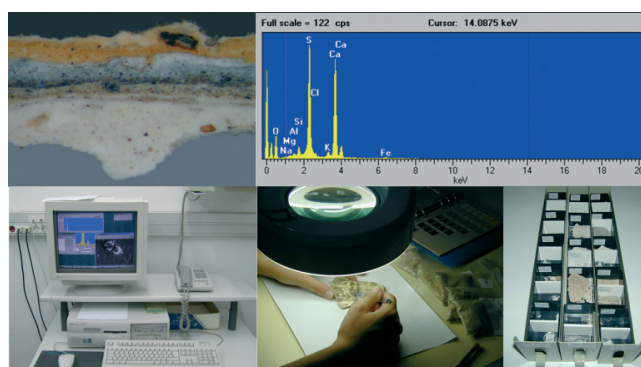 Full scale = 122 cps Cursor: 14.0875 keV
S
Ca
Ca
Cl
Si
O
Al
Mg
Na
K
Fe
0 2 4 6 8 10 12 14 16 18 20
keV